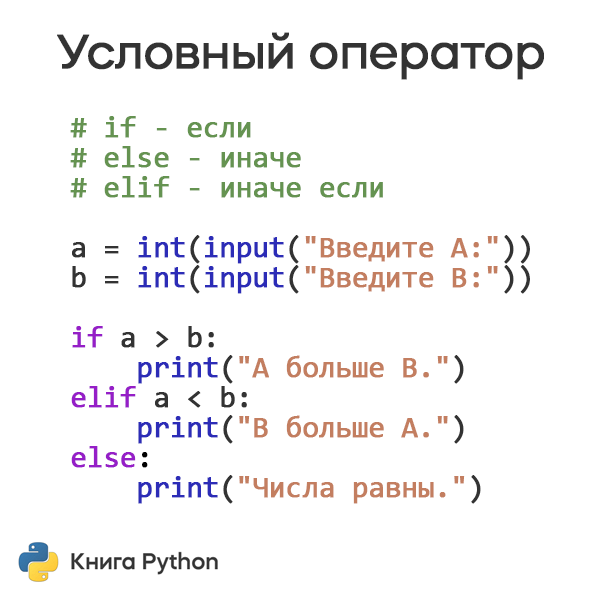 Условный оператор
# if - если
# else - иначе
# elif - иначе если
a = int(input("Введите A:"))
b = int(input("Введите B:"))
if a > b:
    print("A больше B.")
elif a < b:
    print("B больше A.")
else:
    print("Числа равны.")
Книга Python